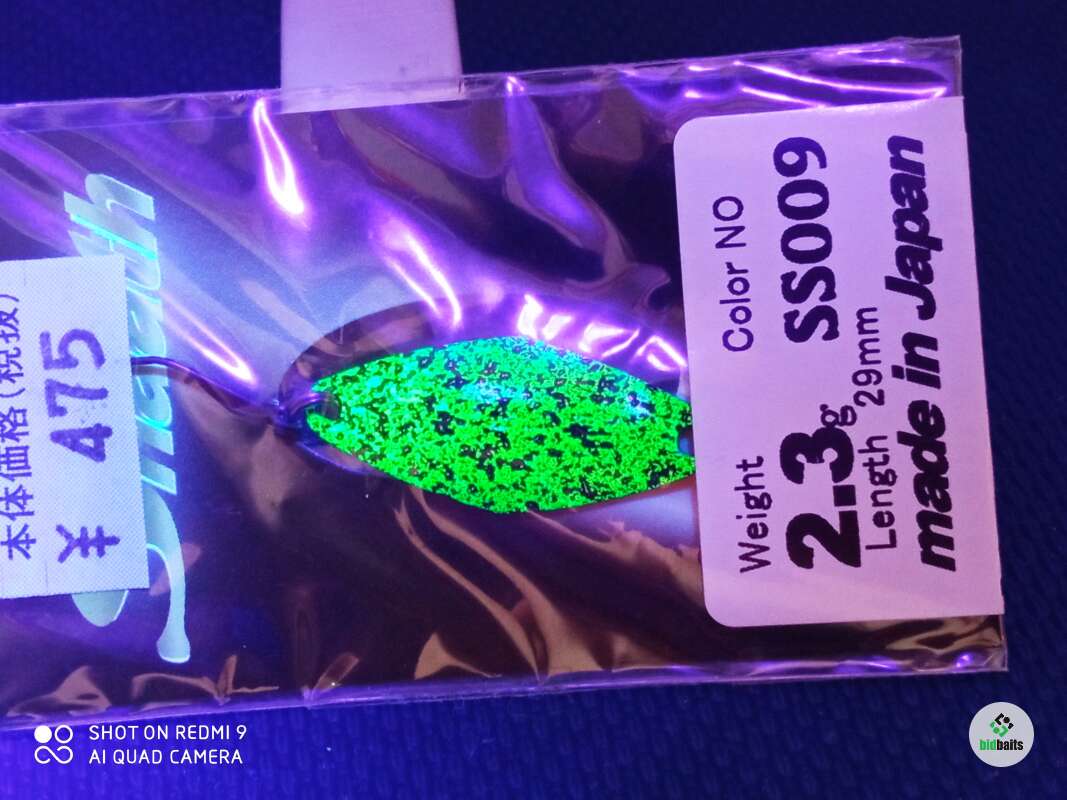 Sheath
本体価格(税抜)
¥ 475
Color NO
SS009
Weight
2.3g
Length 29mm
made in Japan
SHOT ON REDMI 9
AI QUAD CAMERA
bidbaits